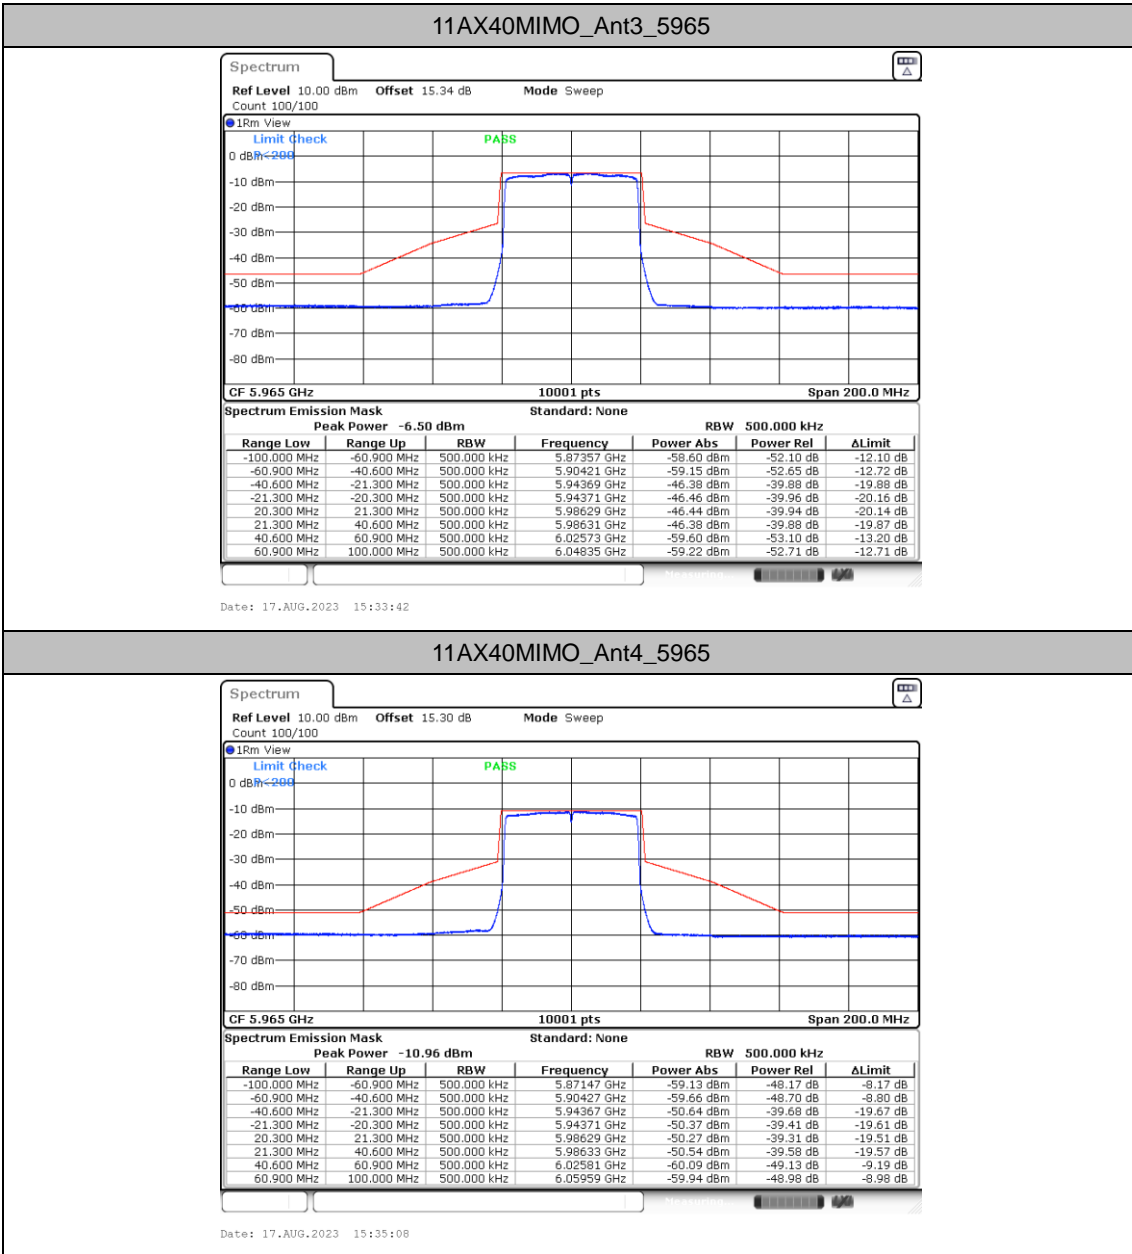 11AX40MIMO_Ant3_5965
Spectrum
Ref Level 10.00 dBm Offset 15.34 dB Mode Sweep
Count 100/100
1Rm View
Limit Check PASS
0 dBm P<200
-10 dBm
-20 dBm
-30 dBm
-40 dBm
-50 dBm
-60 dBm
-70 dBm
-80 dBm
CF 5.965 GHz 10001 pts Span 200.0 MHz
Spectrum Emission Mask Standard: None
Peak Power -6.50 dBm RBW 500.000 kHz
Range Low Range Up RBW Frequency Power Abs Power Rel ΔLimit
-100.000 MHz -60.900 MHz 500.000 kHz 5.87357 GHz -58.60 dBm -52.10 dB -12.10 dB
-60.900 MHz -40.600 MHz 500.000 kHz 5.90421 GHz -59.15 dBm -52.65 dB -12.72 dB
-40.600 MHz -21.300 MHz 500.000 kHz 5.94369 GHz -46.38 dBm -39.88 dB -19.88 dB
-21.300 MHz -20.300 MHz 500.000 kHz 5.94371 GHz -46.46 dBm -39.96 dB -20.16 dB
20.300 MHz 21.300 MHz 500.000 kHz 5.98629 GHz -46.44 dBm -39.94 dB -20.14 dB
21.300 MHz 40.600 MHz 500.000 kHz 5.98631 GHz -46.38 dBm -39.88 dB -19.87 dB
40.600 MHz 60.900 MHz 500.000 kHz 6.02573 GHz -59.60 dBm -53.10 dB -13.20 dB
60.900 MHz 100.000 MHz 500.000 kHz 6.04835 GHz -59.22 dBm -52.71 dB -12.71 dB
Measuring...
Date: 17.AUG.2023 15:33:42
11AX40MIMO_Ant4_5965
Spectrum
Ref Level 10.00 dBm Offset 15.30 dB Mode Sweep
Count 100/100
1Rm View
Limit Check PASS
0 dBm P<200
-10 dBm
-20 dBm
-30 dBm
-40 dBm
-50 dBm
-60 dBm
-70 dBm
-80 dBm
CF 5.965 GHz 10001 pts Span 200.0 MHz
Spectrum Emission Mask Standard: None
Peak Power -10.96 dBm RBW 500.000 kHz
Range Low Range Up RBW Frequency Power Abs Power Rel ΔLimit
-100.000 MHz -60.900 MHz 500.000 kHz 5.87147 GHz -59.13 dBm -48.17 dB -8.17 dB
-60.900 MHz -40.600 MHz 500.000 kHz 5.90427 GHz -59.66 dBm -48.70 dB -8.80 dB
-40.600 MHz -21.300 MHz 500.000 kHz 5.94367 GHz -50.64 dBm -39.68 dB -19.67 dB
-21.300 MHz -20.300 MHz 500.000 kHz 5.94371 GHz -50.37 dBm -39.41 dB -19.61 dB
20.300 MHz 21.300 MHz 500.000 kHz 5.98629 GHz -50.27 dBm -39.31 dB -19.51 dB
21.300 MHz 40.600 MHz 500.000 kHz 5.98633 GHz -50.54 dBm -39.58 dB -19.57 dB
40.600 MHz 60.900 MHz 500.000 kHz 6.02581 GHz -60.09 dBm -49.13 dB -9.19 dB
60.900 MHz 100.000 MHz 500.000 kHz 6.05959 GHz -59.94 dBm -48.98 dB -8.98 dB
Measuring...
Date: 17.AUG.2023 15:35:08